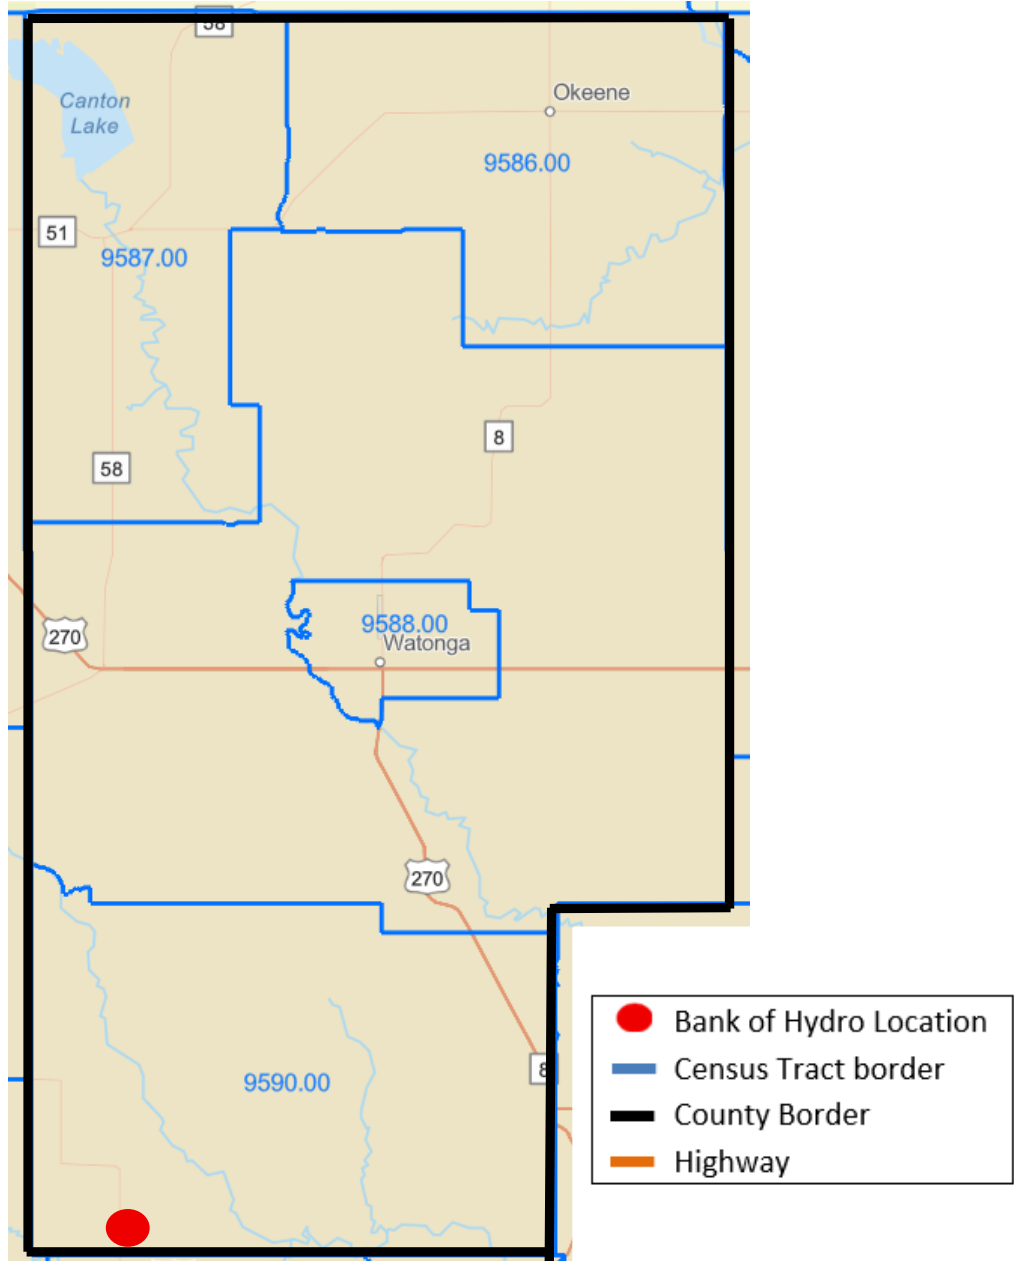 58
Okeene
Canton
Lake
9586.00
51
9587.00
8
58
9588.00
270
Watonga
270
8
9590.00
Bank of Hydro Location
Census Tract border
County Border
Highway